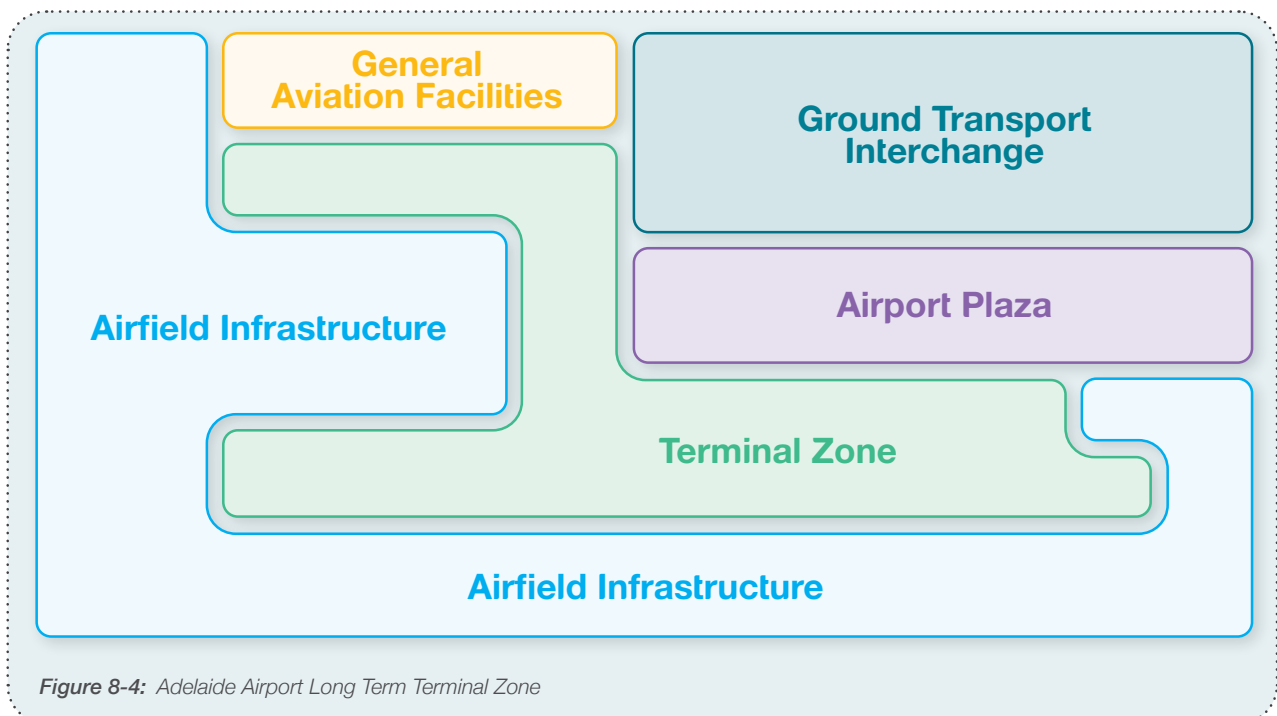 General
Aviation Facilities
Ground Transport
Interchange
Airport Plaza
Airfield Infrastructure
Terminal Zone
Airfield Infrastructure
Figure 8-4: Adelaide Airport Long Term Terminal Zone